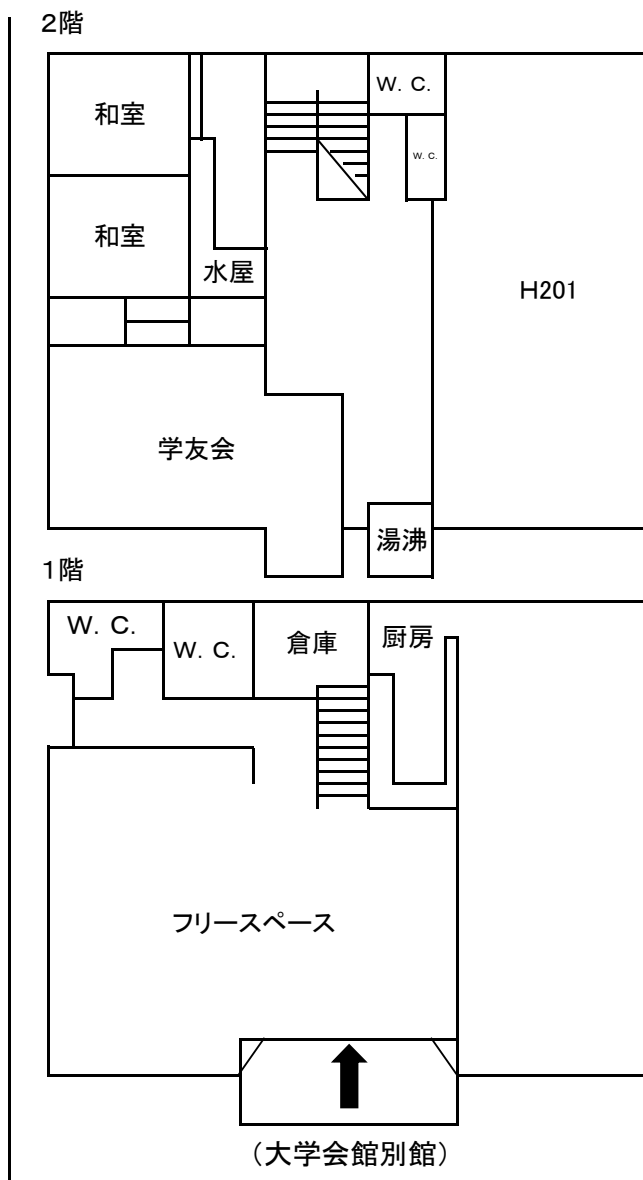 2階
W. C.
和室
W. C.
和室
水屋
H201
学友会
湯沸
1階
W. C.
W. C.
倉庫
厨房
フリースペース
（大学会館別館）